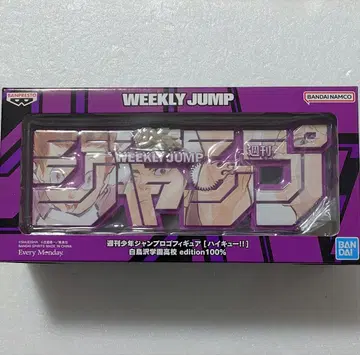 BANPRESTO
WEEKLY JUMP
BANDAI NAMCO
WEEKLY JUMP
週刊
ジャンプ
Every Monday.
週刊少年ジャンプロゴフィギュア[ハイキュー!!]
白鳥沢学園高校 edition100%
BAN
DAI